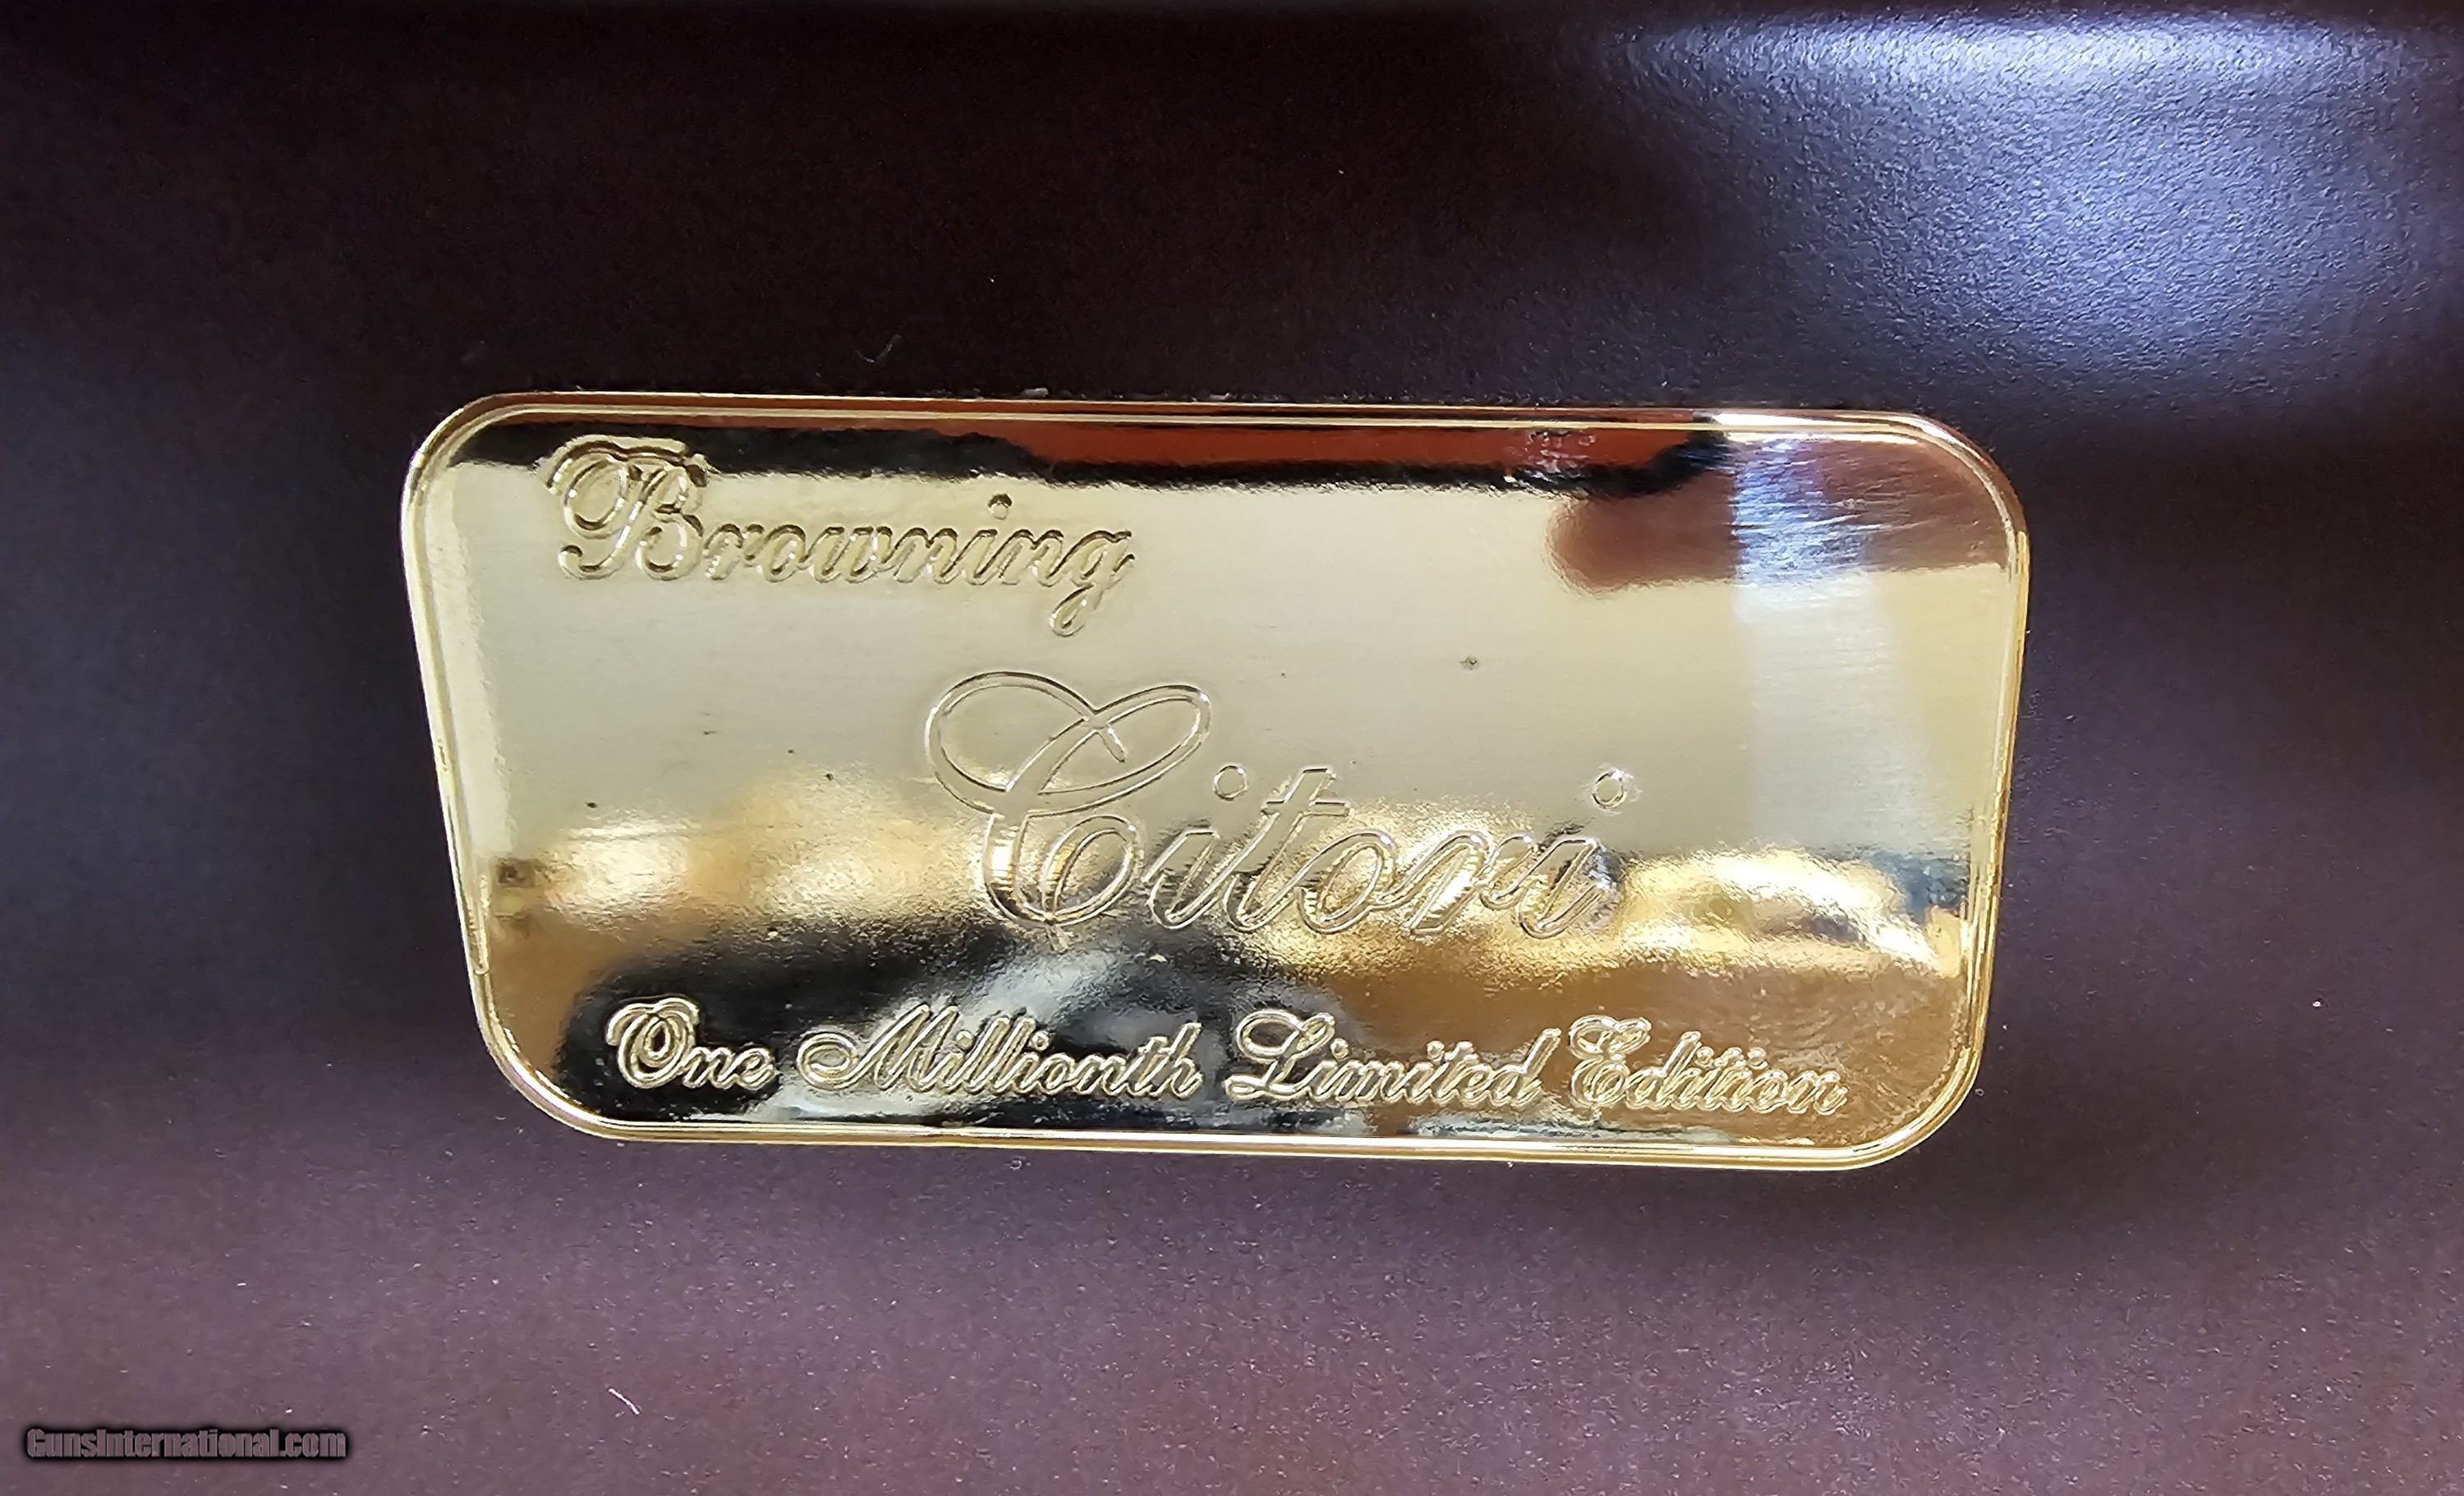 Browning
Citori
One Millionth Limited Edition
GunsInternational.com